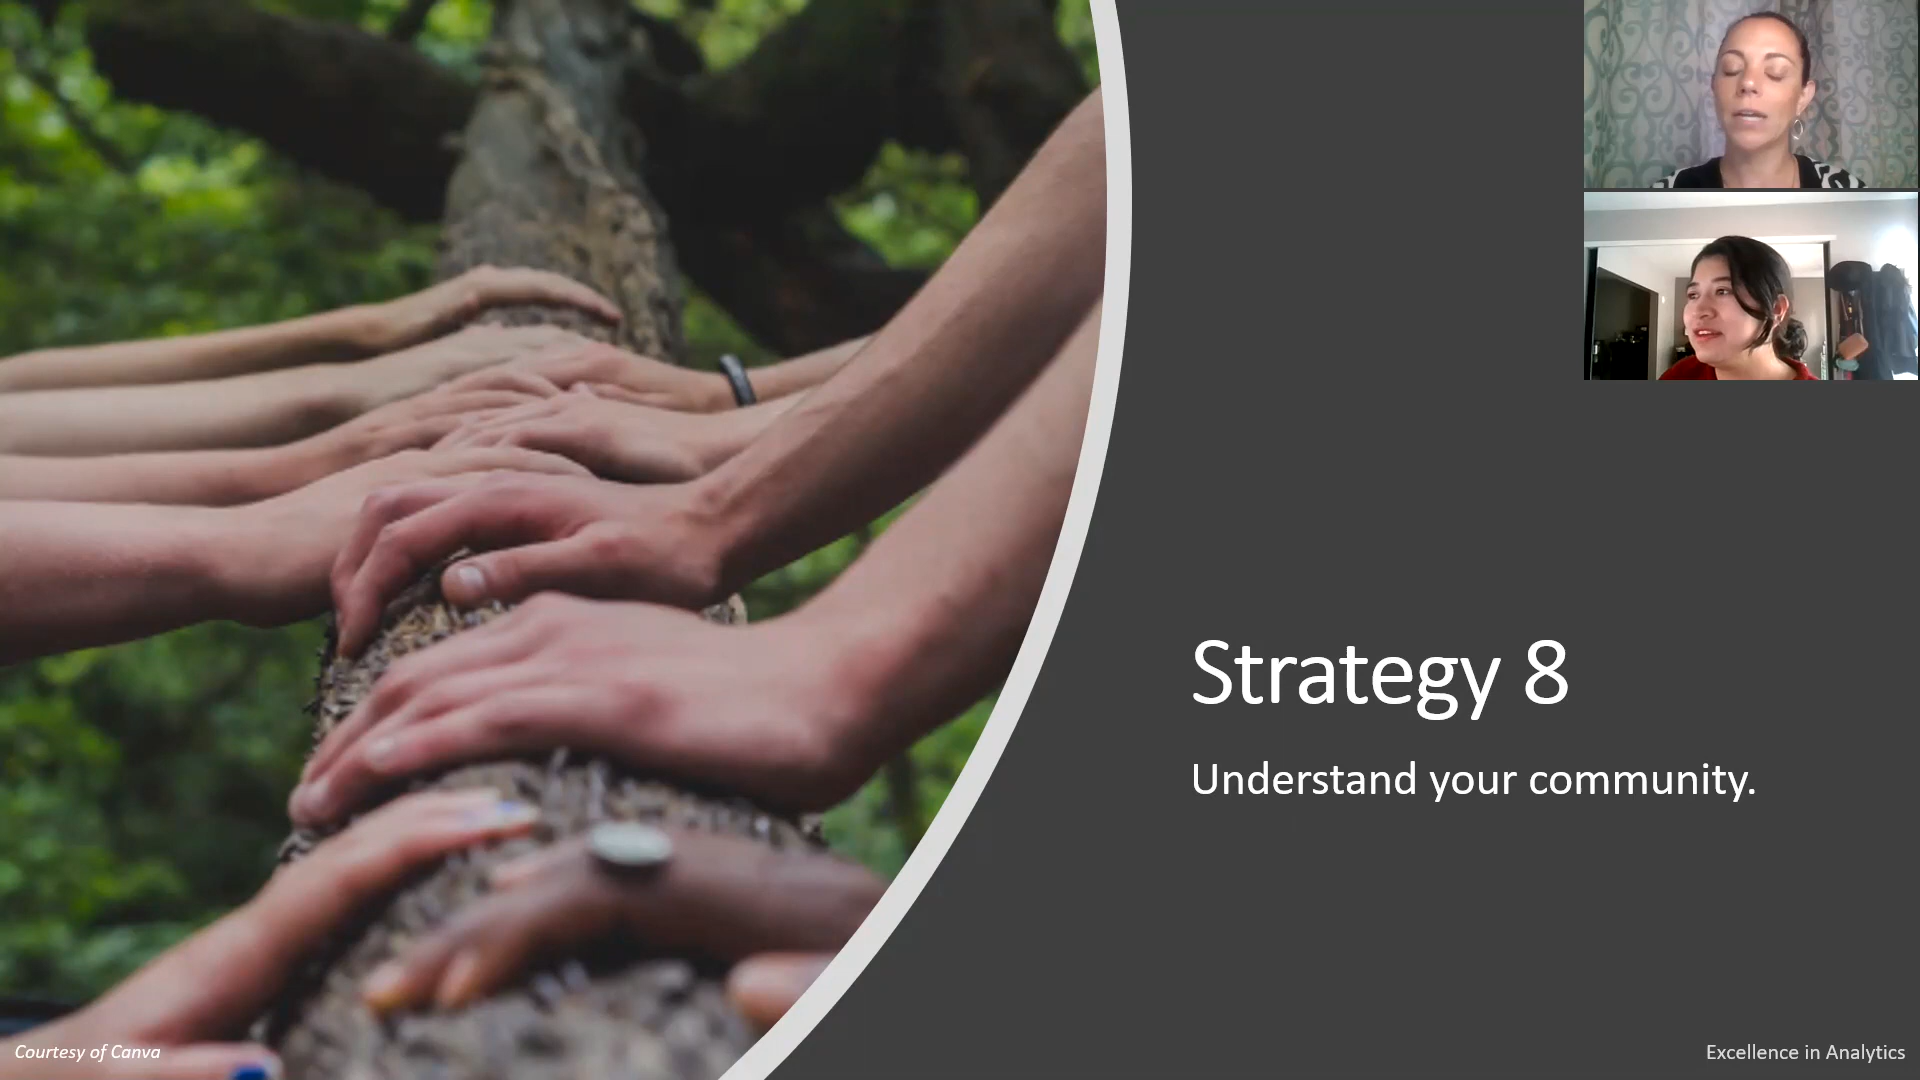 Strategy 8
Understand your community.
Courtesy of Canva
Excellence in Analytics